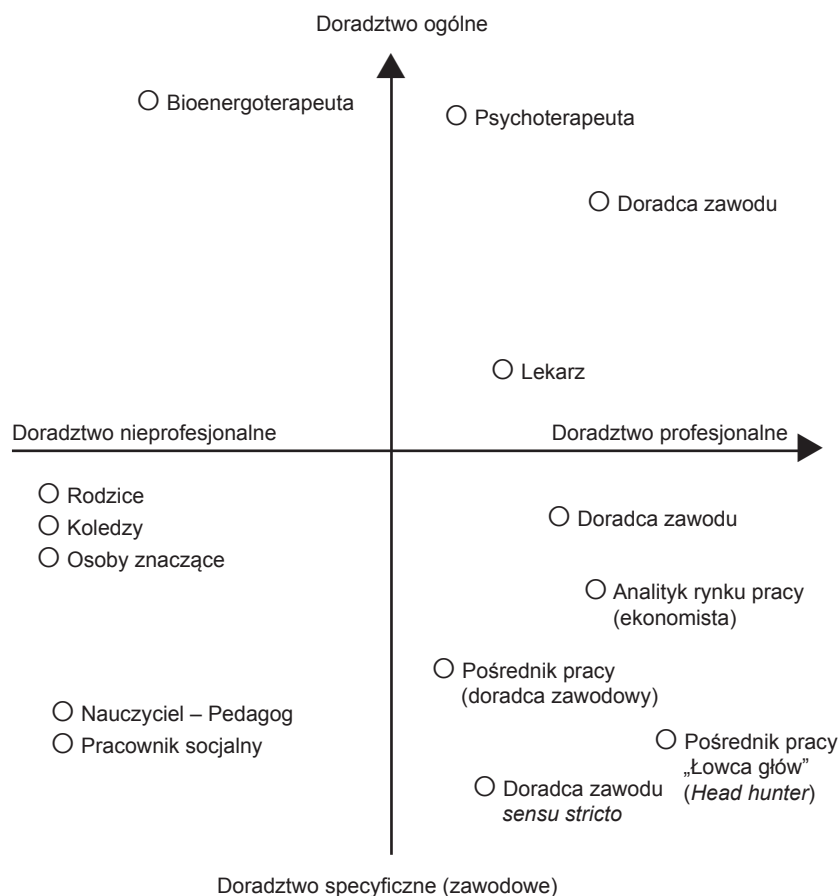 Doradztwo ogólne
Bioenergoterapeuta
Psychoterapeuta
Doradca zawodu
Lekarz
Doradztwo nieprofesjonalne
Doradztwo profesjonalne
Rodzice
Koledzy
Osoby znaczące
Doradca zawodu
Analityk rynku pracy
(ekonomista)
Pośrednik pracy
(doradca zawodowy)
Nauczyciel – Pedagog
Pracownik socjalny
Pośrednik pracy
„Łowca głów”
(Head hunter)
Doradca zawodu
sensu stricto
Doradztwo specyficzne (zawodowe)